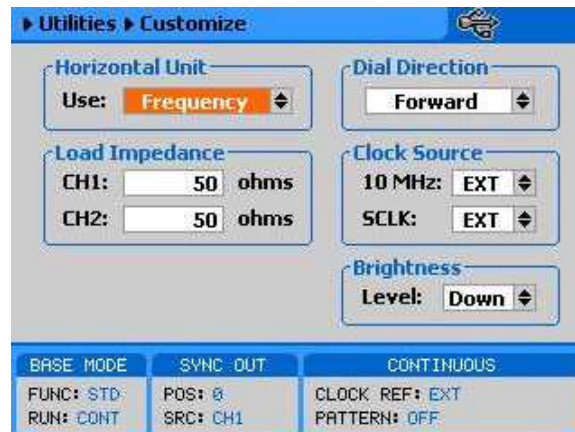 Utilities Customize
Horizontal Unit
Use: Frequency
Dial Direction
Forward
Load Impedance
CH1: 50 ohms
CH2: 50 ohms
Clock Source
10 MHz: EXT
SCLK: EXT
Brightness
Level: Down
BASE MODE SYNC OUT CONTINUOUS
FUNC: STD POS: 0 CLOCK REF: EXT
RUN: CONT SRC: CH1 PATTERN: OFF